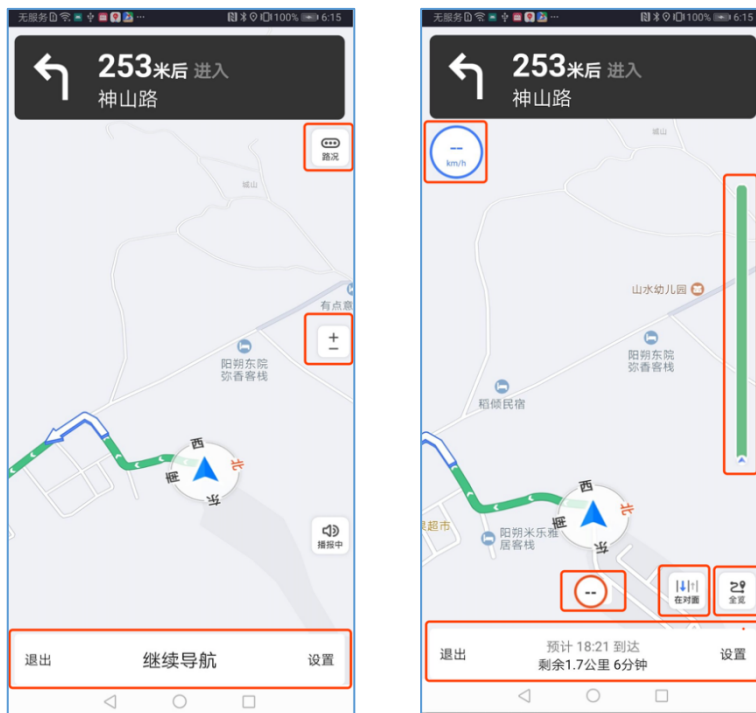 无服务 100% 6:15
253米后 进入
神山路
路况
城山
有点意
+
−
阳朔东院
弥香客栈
西
北
南
东
播报中
退出 继续导航 设置
无服务 100% 6:15
253米后 进入
神山路
--
km/h
城山
山水幼儿园
阳朔东院
弥香客栈
稻倾民宿
西
北
南
东
超市
阳朔米乐雅
居客栈
--
在对面
全览
退出 预计 18:21 到达 设置
剩余1.7公里 6分钟